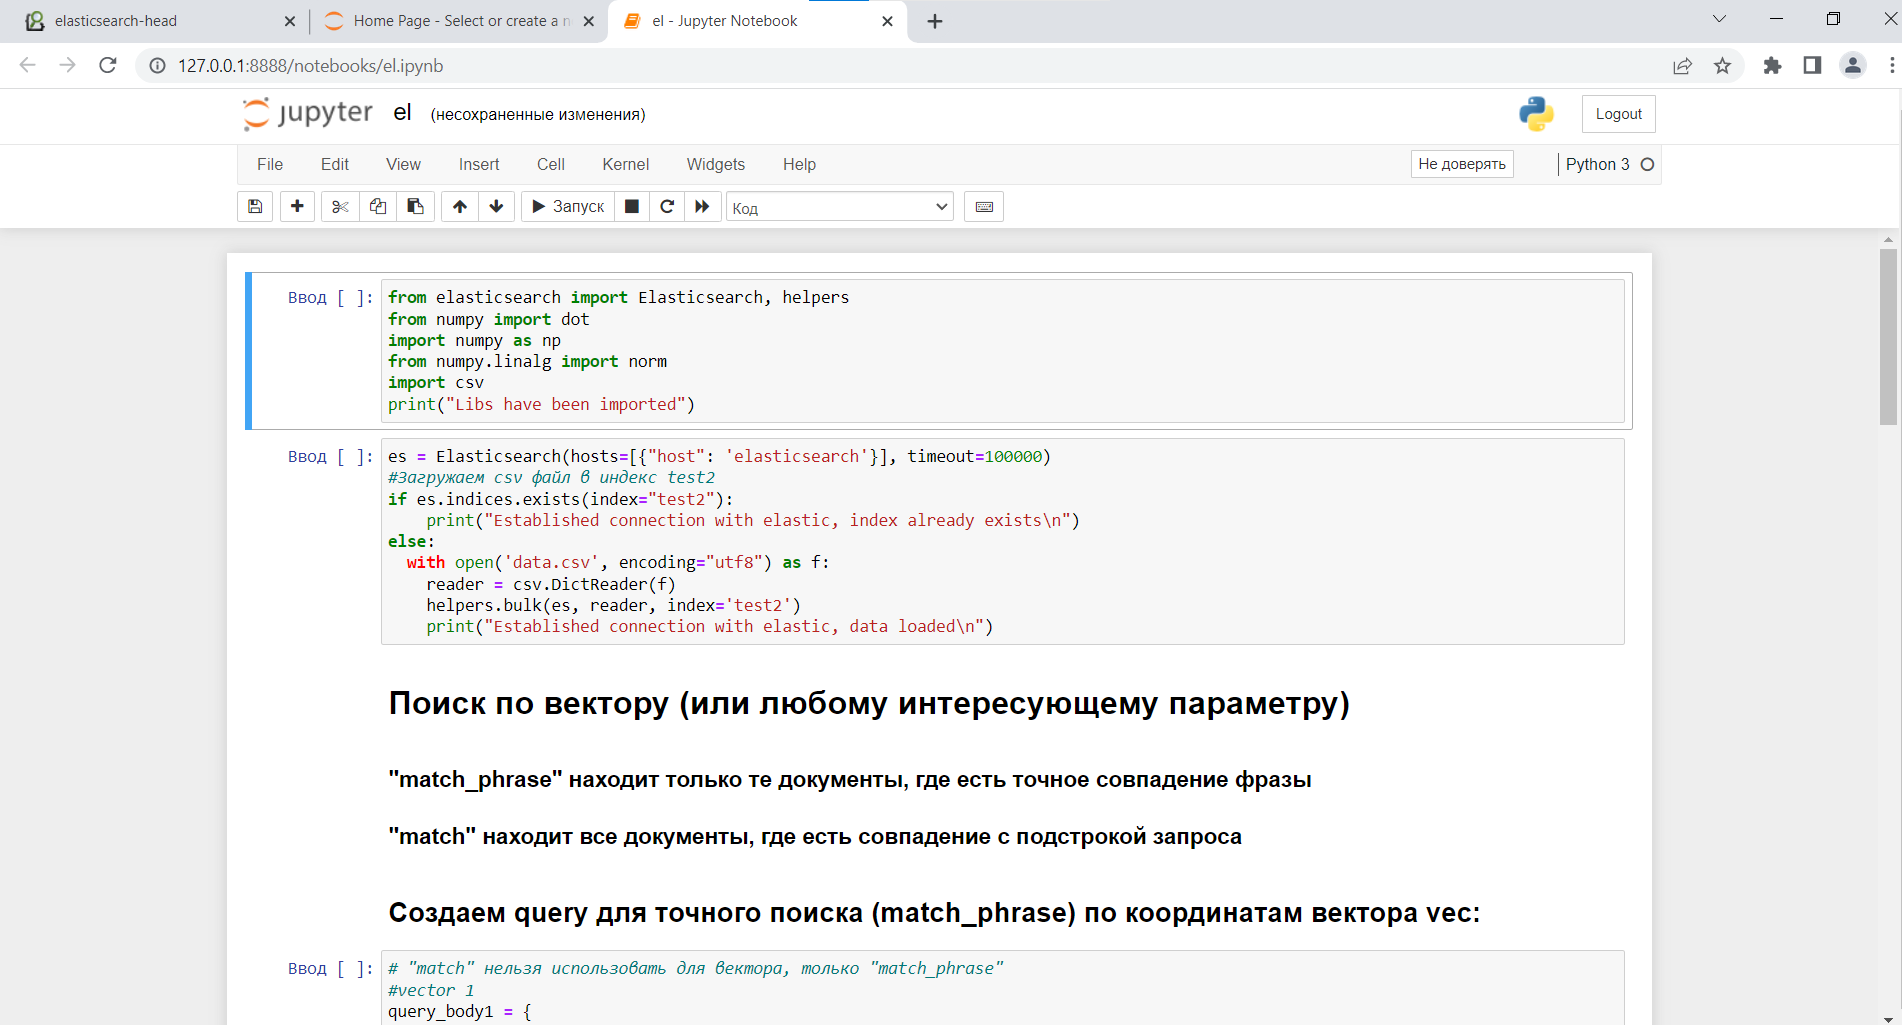 elasticsearch-head
Home Page - Select or create a n
el - Jupyter Notebook
127.0.0.1:8888/notebooks/el.ipynb
jupyter el (несохраненные изменения)
Logout
File Edit View Insert Cell Kernel Widgets Help
Не доверять
Python 3
Запуск
Код
Ввод [ ]:
from elasticsearch import Elasticsearch, helpers
from numpy import dot
import numpy as np
from numpy.linalg import norm
import csv
print("Libs have been imported")
Ввод [ ]:
es = Elasticsearch(hosts=[{"host": 'elasticsearch'}], timeout=100000)
#Загружаем csv файл в индекс test2
if es.indices.exists(index="test2"):
    print("Established connection with elastic, index already exists\n")
else:
  with open('data.csv', encoding="utf8") as f:
    reader = csv.DictReader(f)
    helpers.bulk(es, reader, index='test2')
    print("Established connection with elastic, data loaded\n")
Поиск по вектору (или любому интересующему параметру)
"match_phrase" находит только те документы, где есть точное совпадение фразы
"match" находит все документы, где есть совпадение с подстрокой запроса
Создаем query для точного поиска (match_phrase) по координатам вектора vec:
Ввод [ ]:
# "match" нельзя использовать для вектора, только "match_phrase"
#vector 1
query_body1 = {